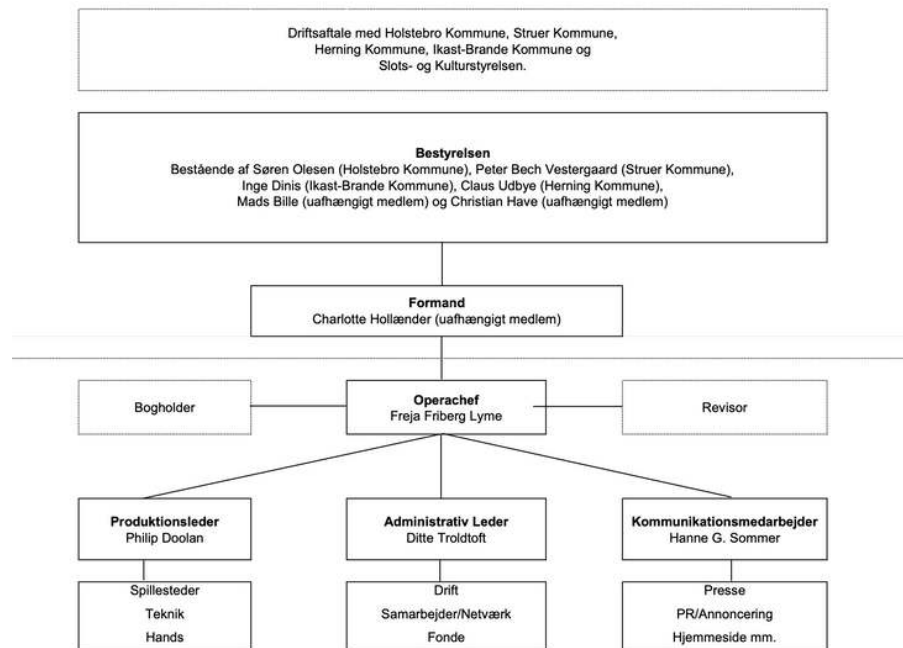 Driftsaftale med Holstebro Kommune, Struer Kommune,
Herning Kommune, Ikast-Brande Kommune og
Slots- og Kulturstyrelsen.
Bestyrelsen
Bestående af Søren Olesen (Holstebro Kommune), Peter Bech Vestergaard (Struer Kommune),
Inge Dinis (Ikast-Brande Kommune), Claus Udbye (Herning Kommune),
Mads Bille (uafhængigt medlem) og Christian Have (uafhængigt medlem)
Formand
Charlotte Hollænder (uafhængigt medlem)
Bogholder
Operachef
Freja Friberg Lyme
Revisor
Produktionsleder
Philip Doolan
Administrativ Leder
Ditte Troldtoft
Kommunikationsmedarbejder
Hanne G. Sommer
Spillesteder
Teknik
Hands
Drift
Samarbejder/Netværk
Fonde
Presse
PR/Annoncering
Hjemmeside mm.